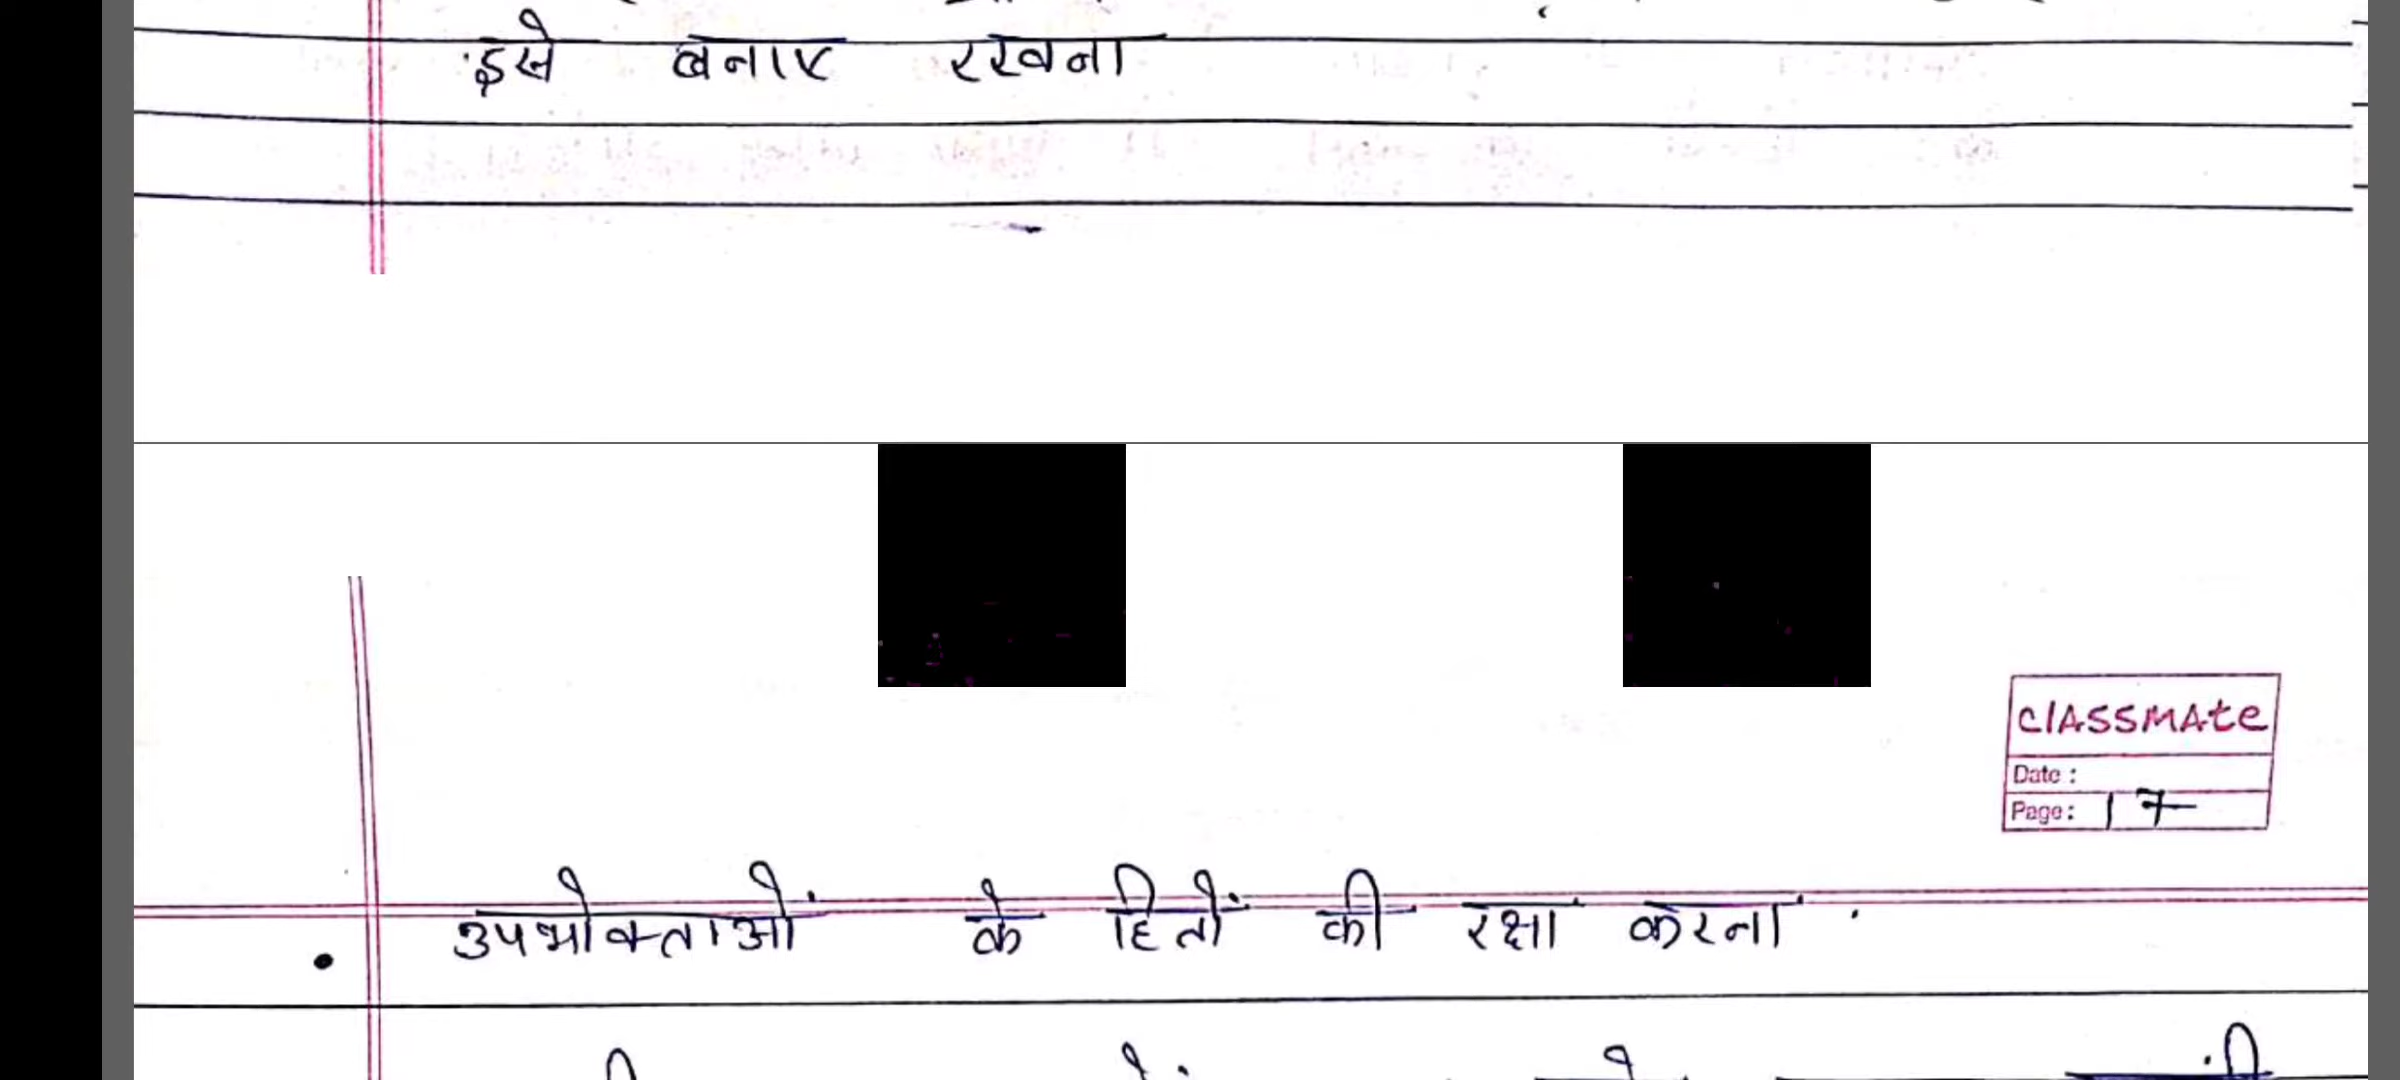 इसे बनाए रखना
classmate
Date :
Page: 17
• उपभोक्ताओं के हितों की रक्षा करना